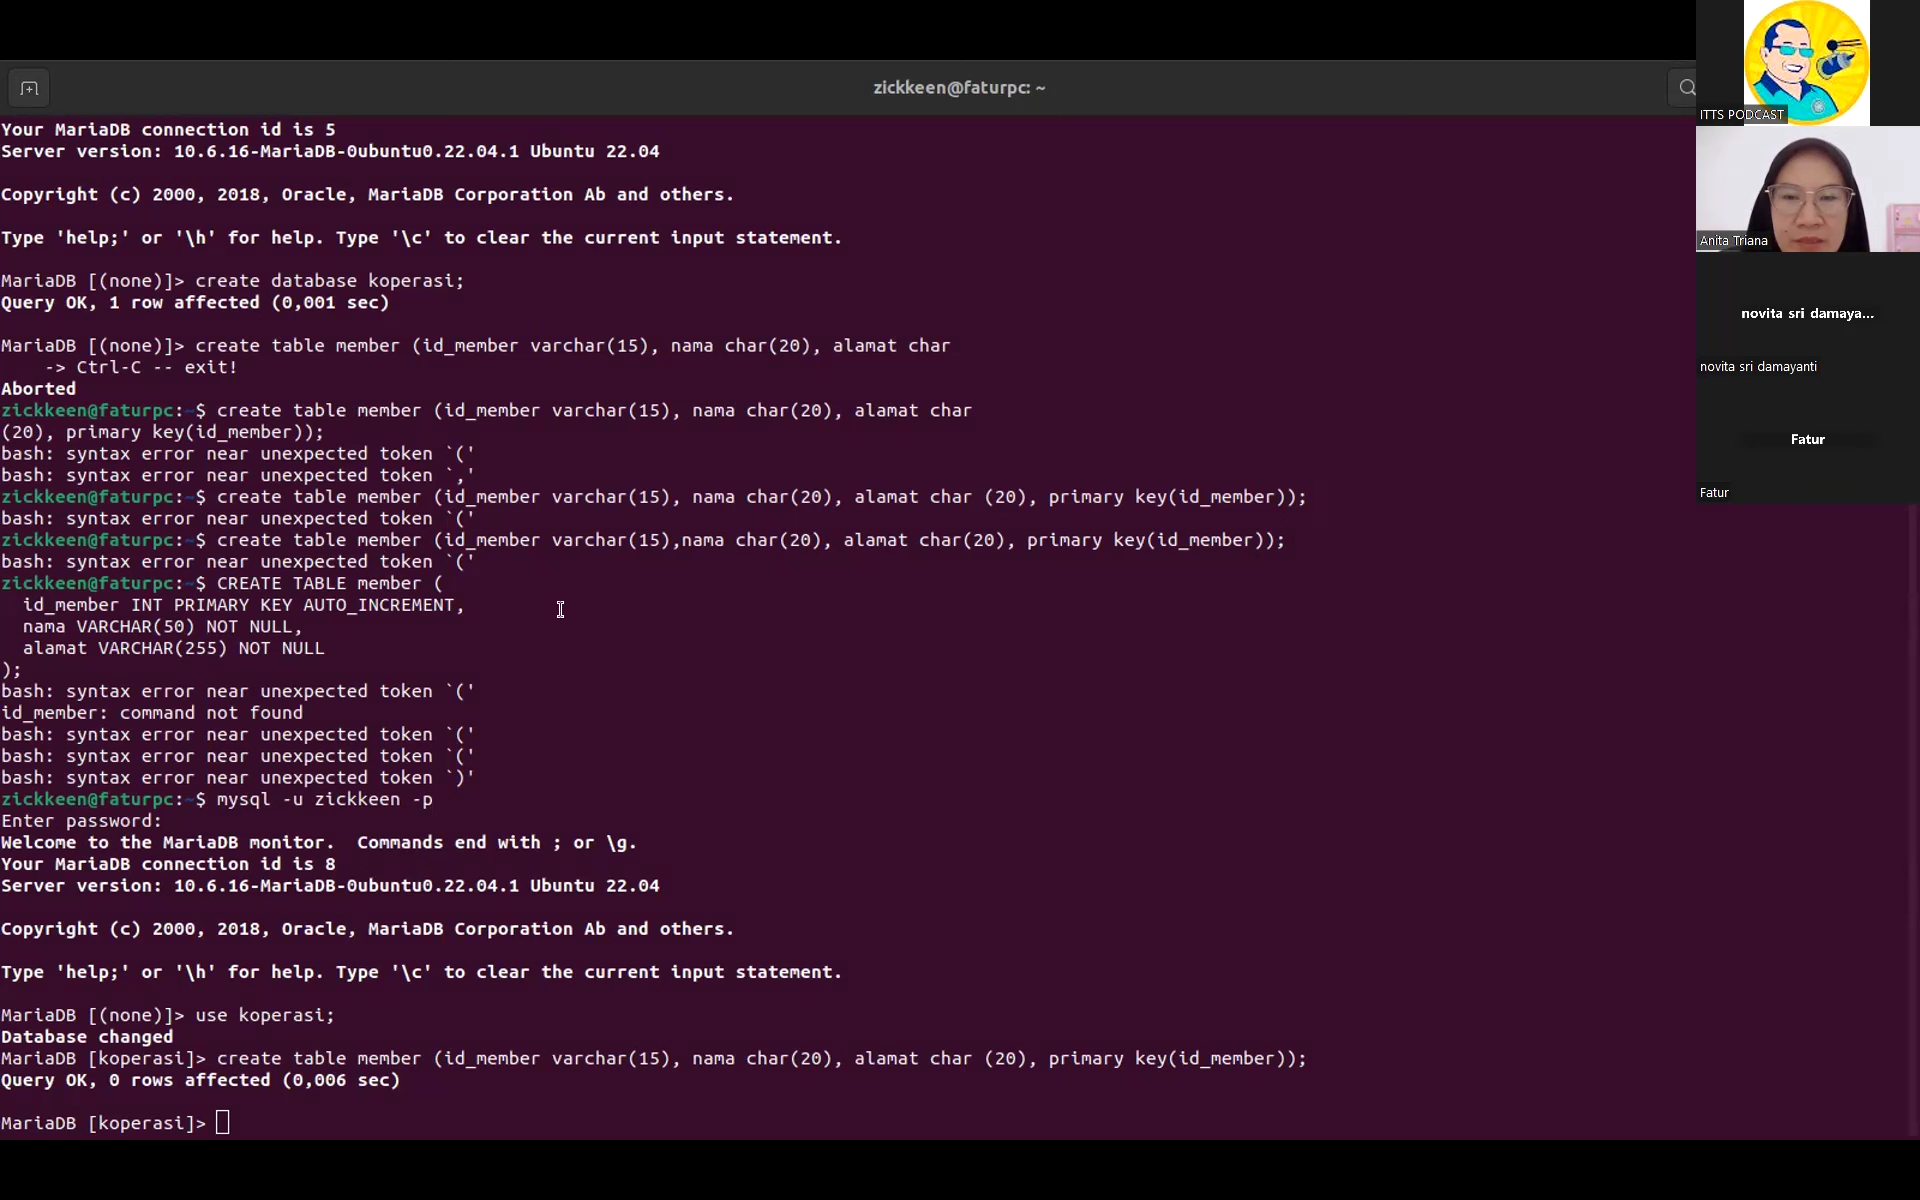 zickkeen@faturpc: ~
Your MariaDB connection id is 5
Server version: 10.6.16-MariaDB-0ubuntu0.22.04.1 Ubuntu 22.04
Copyright (c) 2000, 2018, Oracle, MariaDB Corporation Ab and others.
Type 'help;' or '\h' for help. Type '\c' to clear the current input statement.
MariaDB [(none)]> create database koperasi;
Query OK, 1 row affected (0,001 sec)
MariaDB [(none)]> create table member (id_member varchar(15), nama char(20), alamat char
    -> Ctrl-C -- exit!
Aborted
zickkeen@faturpc:~$ create table member (id_member varchar(15), nama char(20), alamat char
(20), primary key(id_member));
bash: syntax error near unexpected token `('
bash: syntax error near unexpected token `,'
zickkeen@faturpc:~$ create table member (id_member varchar(15), nama char(20), alamat char (20), primary key(id_member));
bash: syntax error near unexpected token `('
zickkeen@faturpc:~$ create table member (id_member varchar(15),nama char(20), alamat char(20), primary key(id_member));
bash: syntax error near unexpected token `('
zickkeen@faturpc:~$ CREATE TABLE member (
  id_member INT PRIMARY KEY AUTO_INCREMENT,
  nama VARCHAR(50) NOT NULL,
  alamat VARCHAR(255) NOT NULL
);
bash: syntax error near unexpected token `('
id_member: command not found
bash: syntax error near unexpected token `('
bash: syntax error near unexpected token `('
bash: syntax error near unexpected token `)'
zickkeen@faturpc:~$ mysql -u zickkeen -p
Enter password:
Welcome to the MariaDB monitor.  Commands end with ; or \g.
Your MariaDB connection id is 8
Server version: 10.6.16-MariaDB-0ubuntu0.22.04.1 Ubuntu 22.04
Copyright (c) 2000, 2018, Oracle, MariaDB Corporation Ab and others.
Type 'help;' or '\h' for help. Type '\c' to clear the current input statement.
MariaDB [(none)]> use koperasi;
Database changed
MariaDB [koperasi]> create table member (id_member varchar(15), nama char(20), alamat char (20), primary key(id_member));
Query OK, 0 rows affected (0,006 sec)
MariaDB [koperasi]>
ITTS PODCAST
Anita Triana
novita sri damaya...
novita sri damayanti
Fatur
Fatur